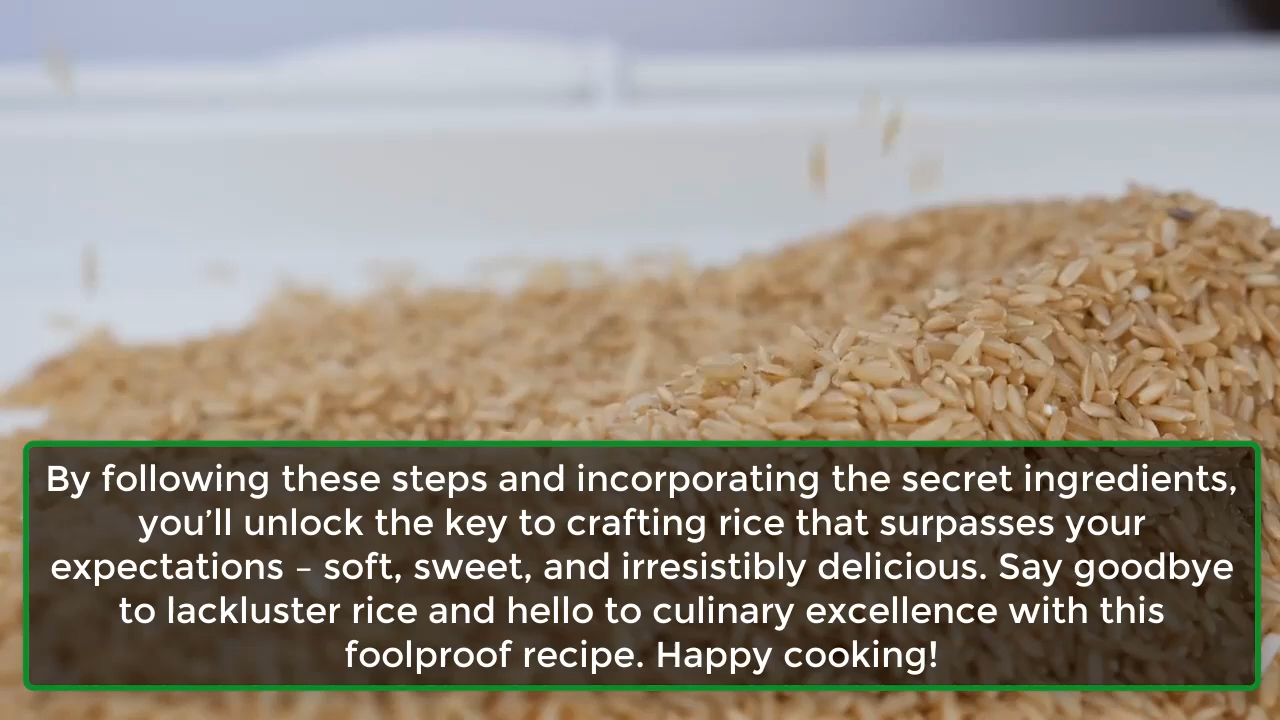 By following these steps and incorporating the secret ingredients,
you’ll unlock the key to crafting rice that surpasses your
expectations – soft, sweet, and irresistibly delicious. Say goodbye
to lackluster rice and hello to culinary excellence with this
foolproof recipe. Happy cooking!